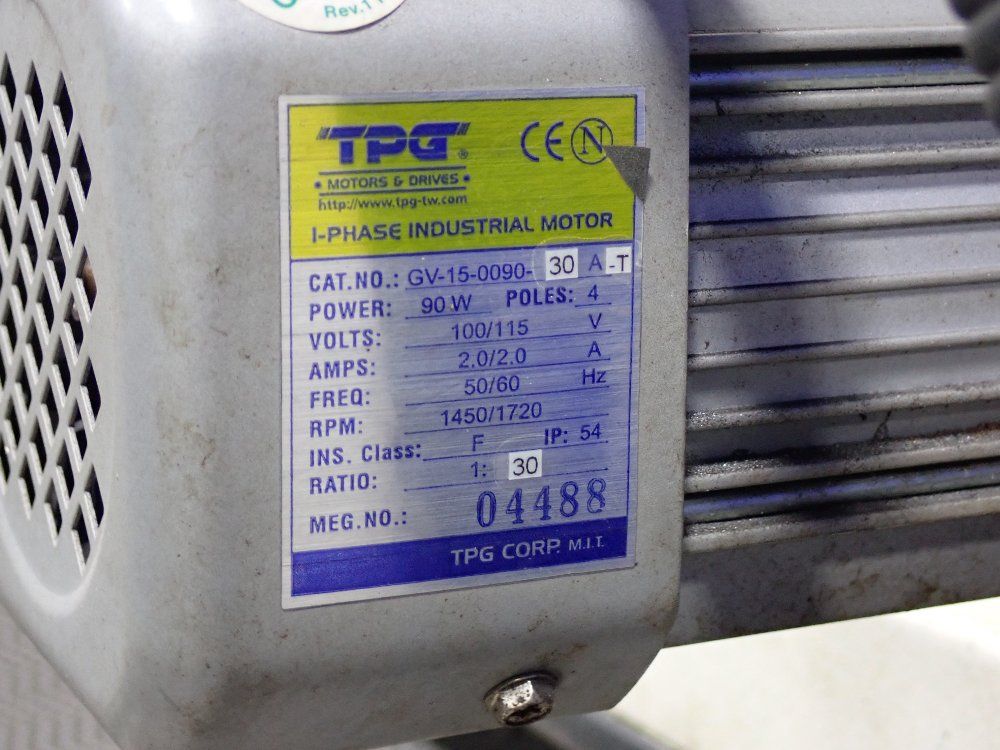 Rev.11
TPG®
• MOTORS & DRIVES •
http://www.tpg-tw.com
CE N
1-PHASE INDUSTRIAL MOTOR
CAT.NO.: GV-15-0090- 30 A -T
POWER: 90 W POLES: 4
VOLTS: 100/115 V
AMPS: 2.0/2.0 A
FREQ: 50/60 Hz
RPM: 1450/1720
INS. Class: F IP: 54
RATIO: 1: 30
MEG.NO.: 04488
TPG CORP. M.I.T.